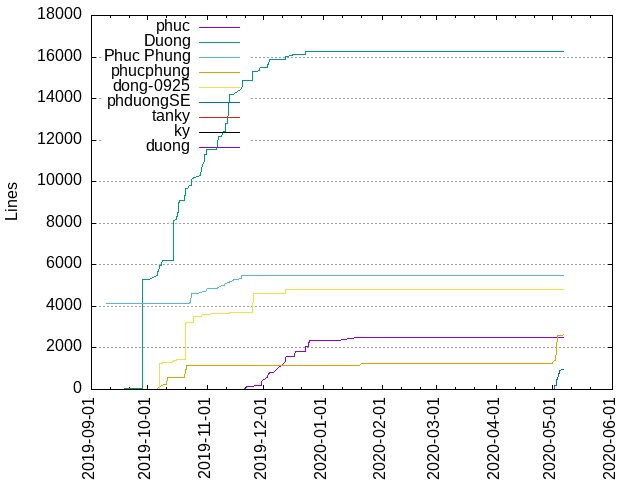 18000
16000
14000
12000
10000
8000
6000
4000
2000
0
Lines
phuc
Duong
Phuc Phung
phucphung
dong-0925
phduongSE
tanky
ky
duong
2019-09-01
2019-10-01
2019-11-01
2019-12-01
2020-01-01
2020-02-01
2020-03-01
2020-04-01
2020-05-01
2020-06-01